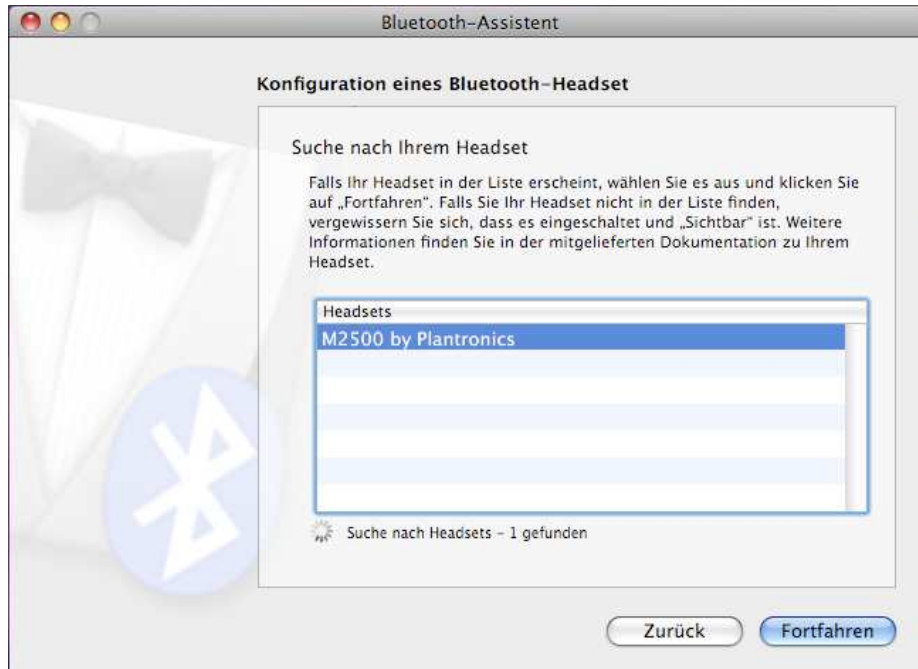 Bluetooth-Assistent
Konfiguration eines Bluetooth-Headset
Suche nach Ihrem Headset
Falls Ihr Headset in der Liste erscheint, wählen Sie es aus und klicken Sie
auf „Fortfahren“. Falls Sie Ihr Headset nicht in der Liste finden,
vergewissern Sie sich, dass es eingeschaltet und „Sichtbar“ ist. Weitere
Informationen finden Sie in der mitgelieferten Dokumentation zu Ihrem
Headset.
Headsets
M2500 by Plantronics
Suche nach Headsets – 1 gefunden
Zurück
Fortfahren